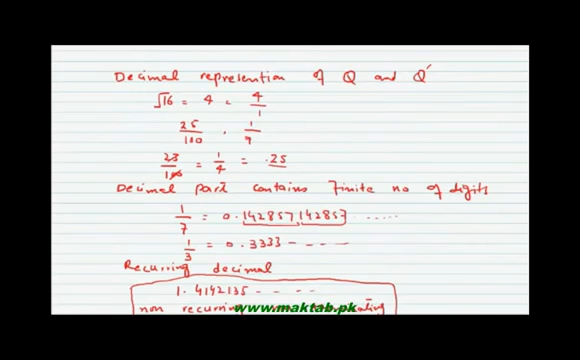 Decimal represention of Q and Q′
√16 = 4 = 4/1
25/100 , 1/7
25/100 = 1/4 = .25
Decimal part contains Finite no of digits
1/7 = 0.142857 142857 .....
1/3 = 0.3333 - - - -
Recurring decimal
1.4142135 - - - - -
www.maktab.pk
non recurring